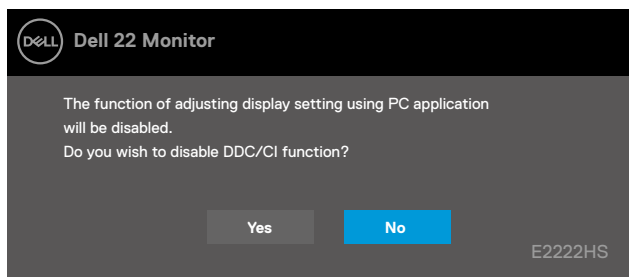 DELL Dell 22 Monitor
The function of adjusting display setting using PC application
will be disabled.
Do you wish to disable DDC/CI function?
Yes No
E2222HS